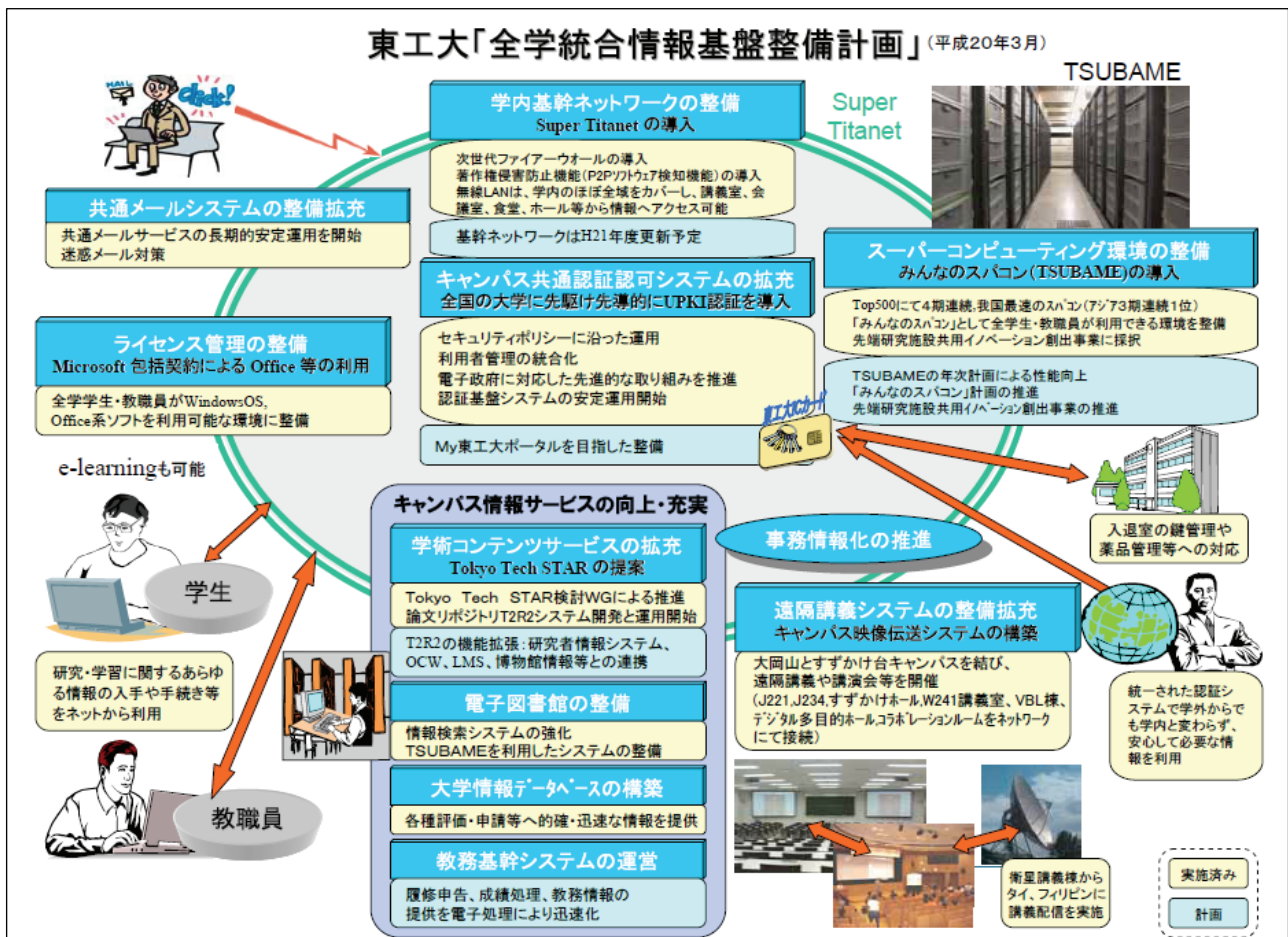 東工大「全学統合情報基盤整備計画」(平成20年3月)
TSUBAME
MAIL
click!
Super
Titanet
学内基幹ネットワークの整備
Super Titanet の導入
次世代ファイアーウォールの導入
著作権侵害防止機能(P2Pソフトウェア検知機能)の導入
無線LANは、学内のほぼ全域をカバーし、講義室、会
議室、食堂、ホール等から情報へアクセス可能
基幹ネットワークはH21年度更新予定
共通メールシステムの整備拡充
共通メールサービスの長期的安定運用を開始
迷惑メール対策
キャンパス共通認証認可システムの拡充
全国の大学に先駆け先導的にUPKI認証を導入
セキュリティポリシーに沿った運用
利用者管理の統合化
電子政府に対応した先進的な取り組みを推進
認証基盤システムの安定運用開始
My東工大ポータルを目指した整備
東工大ICカード
スーパーコンピューティング環境の整備
みんなのスパコン(TSUBAME)の導入
Top500にて4期連続,我国最速のスパコン(アジア3期連続1位)
「みんなのスパコン」として全学生・教職員が利用できる環境を整備
先端研究施設共用イノベーション創出事業に採択
TSUBAMEの年次計画による性能向上
「みんなのスパコン」計画の推進
先端研究施設共用イノベーション創出事業の推進
ライセンス管理の整備
Microsoft 包括契約による Office 等の利用
全学学生・教職員がWindowsOS、
Office系ソフトを利用可能な環境に整備
e-learningも可能
学生
研究・学習に関するあらゆ
る情報の入手や手続き等
をネットから利用
教職員
キャンパス情報サービスの向上・充実
学術コンテンツサービスの拡充
Tokyo Tech STAR の提案
Tokyo Tech STAR検討WGによる推進
論文リポジトリT2R2システム開発と運用開始
T2R2の機能拡張：研究者情報システム、
OCW、LMS、博物館情報等との連携
電子図書館の整備
情報検索システムの強化
TSUBAMEを利用したシステムの整備
大学情報データベースの構築
各種評価・申請等へ的確・迅速な情報を提供
教務基幹システムの運営
履修申告、成績処理、教務情報の
提供を電子処理により迅速化
事務情報化の推進
入退室の鍵管理や
薬品管理等への対応
遠隔講義システムの整備拡充
キャンパス映像伝送システムの構築
大岡山とすずかけ台キャンパスを結び、
遠隔講義や講演会等を開催
(J221,J234,すずかけホール,W241講義室、VBL棟、
デジタル多目的ホール,コラボレーションルームをネットワーク
にて接続)
統一された認証シ
ステムで学外からで
も学内と変わらず、
安心して必要な情
報を利用
衛星講義棟から
タイ、フィリピンに
講義配信を実施
実施済み
計画